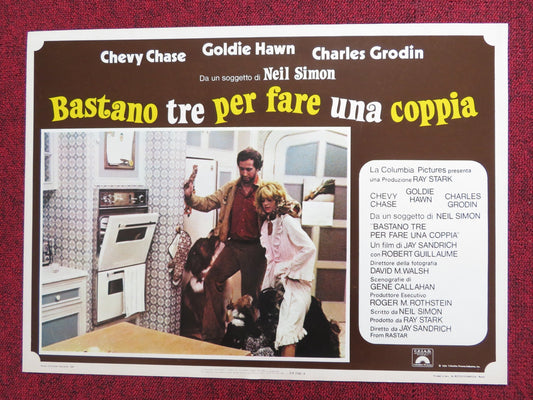 Chevy Chase Goldie Hawn Charles Grodin
Da un soggetto di Neil Simon
Bastano tre per fare una coppia
La Columbia Pictures presenta
una Produzione RAY STARK
CHEVY CHASE GOLDIE HAWN CHARLES GRODIN
Da un soggetto di NEIL SIMON
'BASTANO TRE
PER FARE UNA COPPIA'
Un film di JAY SANDRICH
con ROBERT GUILLAUME
Direttore della fotografia
DAVID M. WALSH
Scenografie di
GENE CALLAHAN
Produttore Esecutivo
ROGER M. ROTHSTEIN
Scritto da NEIL SIMON
Prodotto da RAY STARK
Diretto da JAY SANDRICH
From RASTAR